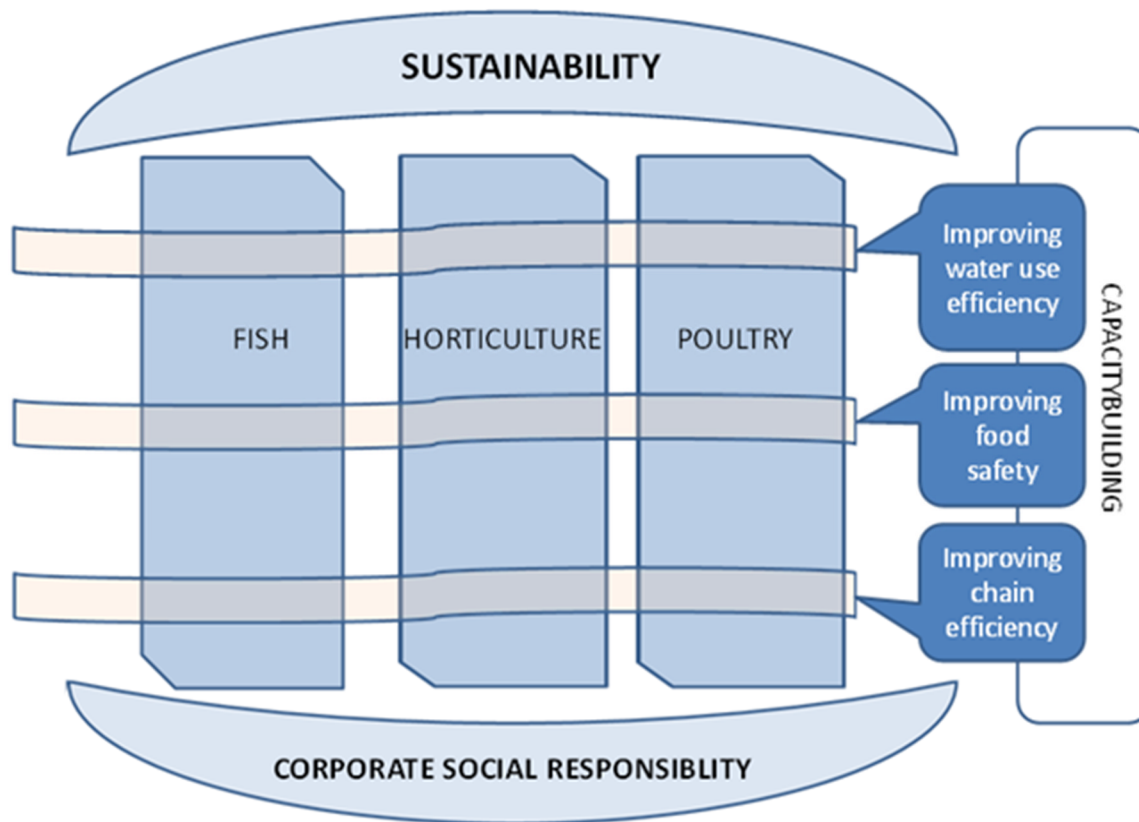 SUSTAINABILITY
FISH
HORTICULTURE
POULTRY
Improving
water use
efficiency
Improving
food
safety
Improving
chain
efficiency
CAPACITYBUILDING
CORPORATE SOCIAL RESPONSIBLITY